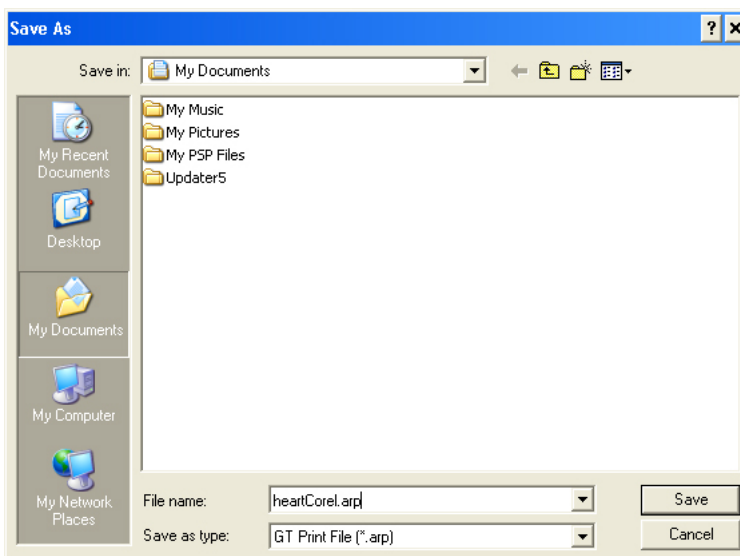 Save As
Save in:
My Documents
My Recent
Documents
Desktop
My Documents
My Computer
My Network
Places
My Music
My Pictures
My PSP Files
Updater5
File name:
heartCorel.arp
Save
Save as type:
GT Print File (*.arp)
Cancel